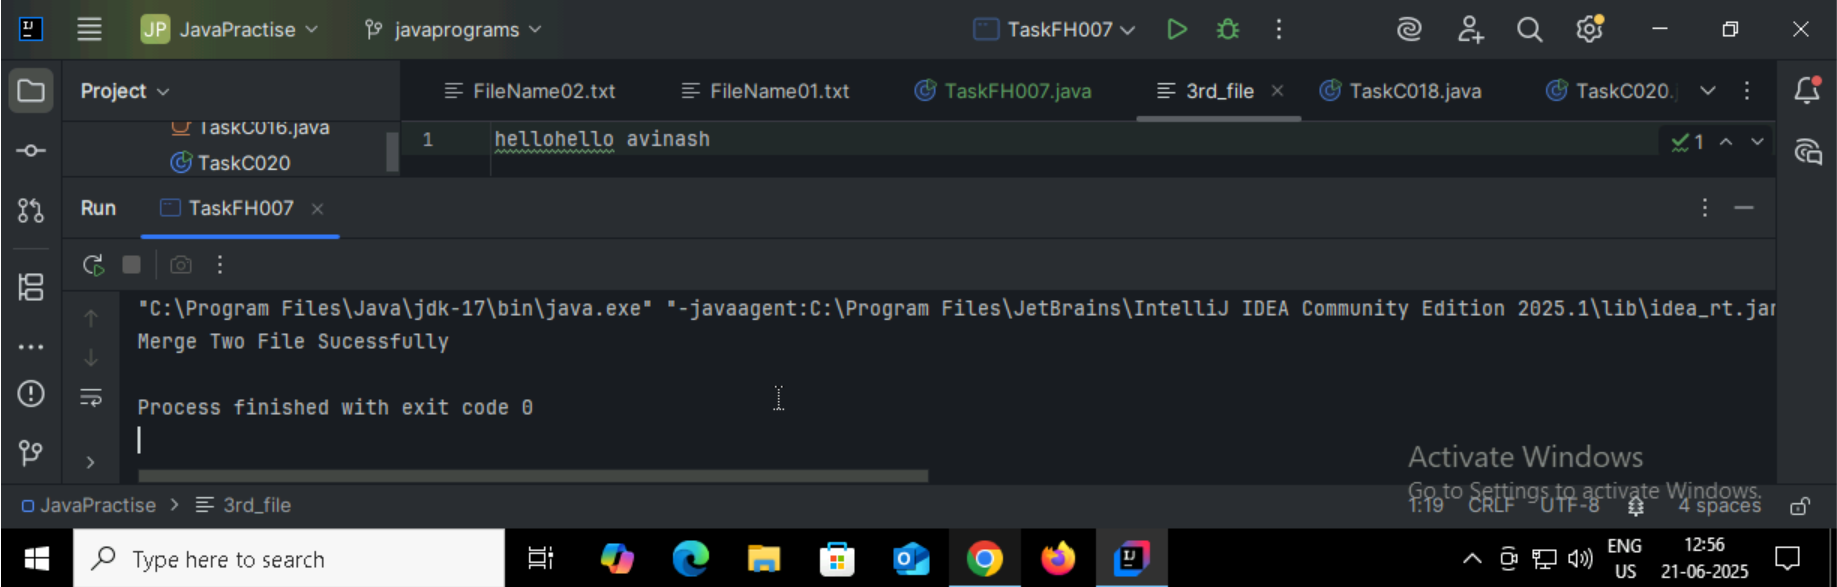 JP JavaPractise javaprograms TaskFH007
Project FileName02.txt FileName01.txt TaskFH007.java 3rd_file TaskC018.java TaskC020.
TaskC016.java
1 hellohello avinash 1
TaskC020
Run TaskFH007
"C:\Program Files\Java\jdk-17\bin\java.exe" "-javaagent:C:\Program Files\JetBrains\IntelliJ IDEA Community Edition 2025.1\lib\idea_rt.jar
Merge Two File Sucessfully
Process finished with exit code 0
Activate Windows
Go to Settings to activate Windows.
JavaPractise > 3rd_file 1:19 CRLF UTF-8 4 spaces
Type here to search
ENG
US
12:56
21-06-2025